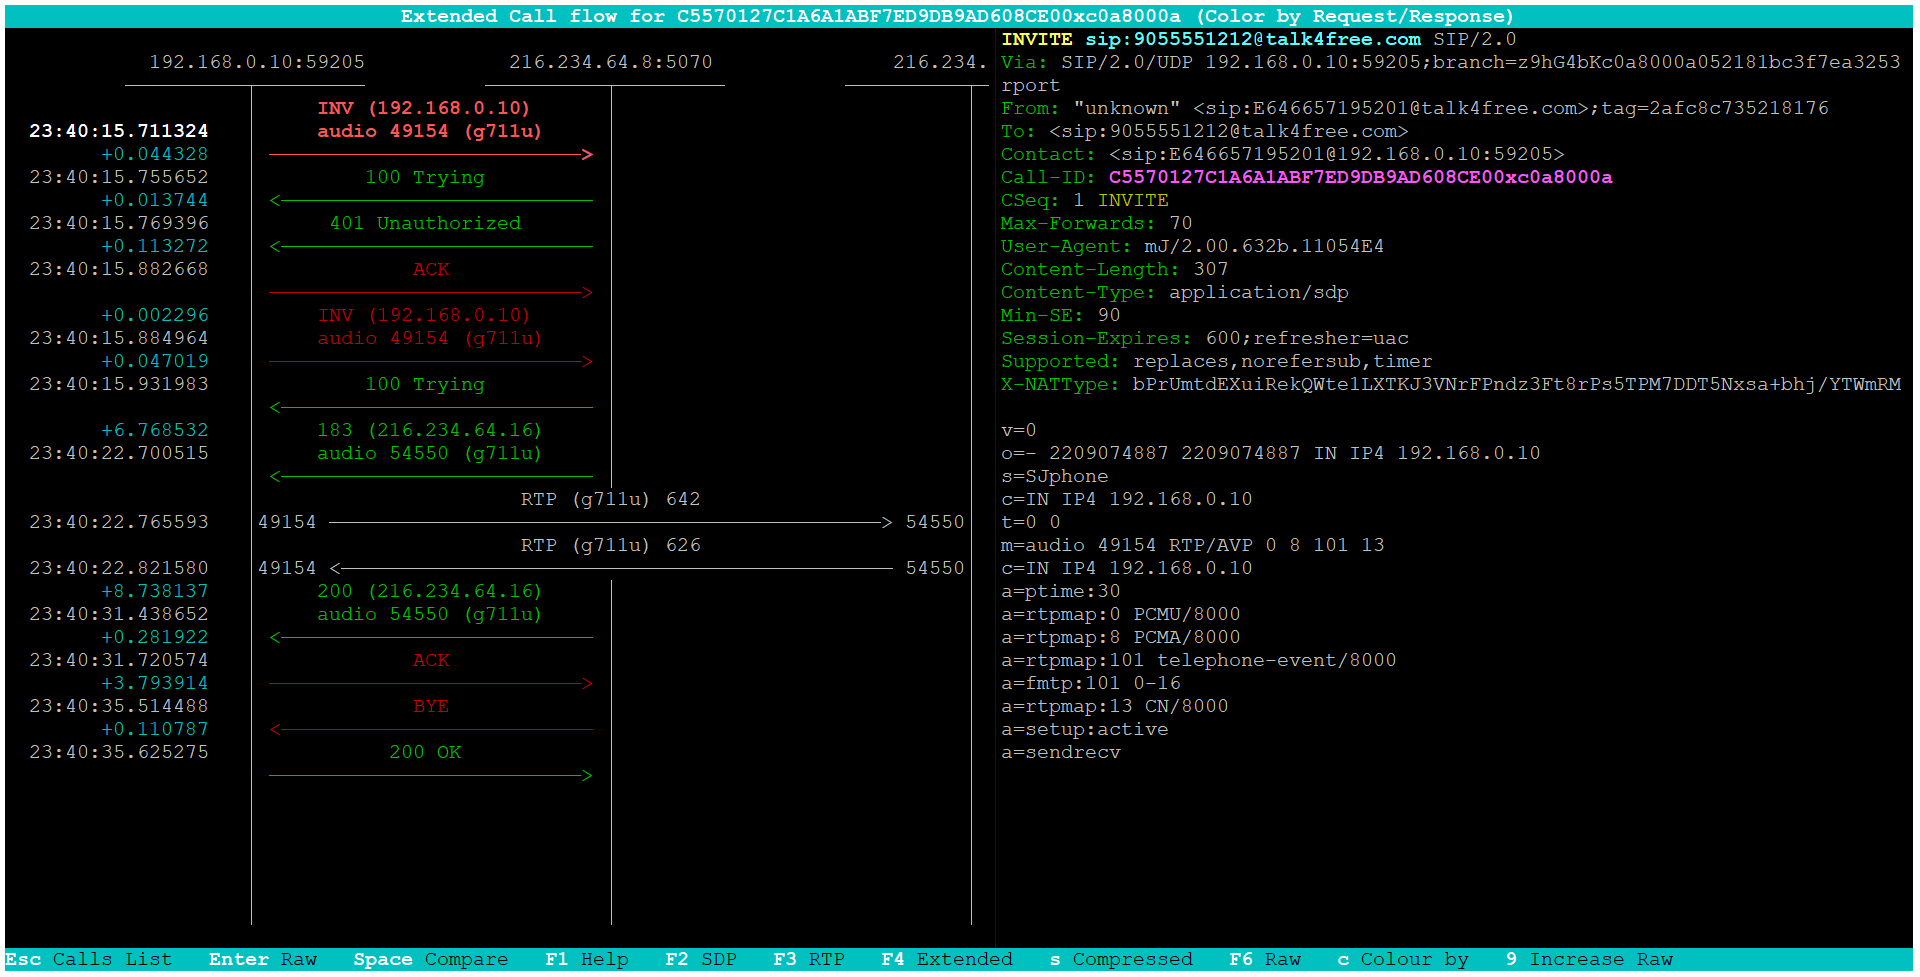 Extended Call flow for C5570127C1A6A1ABF7ED9DB9AD608CE00xc0a8000a (Color by Request/Response)
192.168.0.10:59205 216.234.64.8:5070 216.234.
INV (192.168.0.10)
23:40:15.711324 audio 49154 (g711u)
+0.044328 ──────────────────────────>
23:40:15.755652 100 Trying
+0.013744 <──────────────────────────
23:40:15.769396 401 Unauthorized
+0.113272 <──────────────────────────
23:40:15.882668 ACK
──────────────────────────>
+0.002296 INV (192.168.0.10)
23:40:15.884964 audio 49154 (g711u)
+0.047019 ──────────────────────────>
23:40:15.931983 100 Trying
<──────────────────────────
+6.768532 183 (216.234.64.16)
23:40:22.700515 audio 54550 (g711u)
<──────────────────────────
RTP (g711u) 642
23:40:22.765593 49154 ──────────────────────────> 54550
RTP (g711u) 626
23:40:22.821580 49154 <────────────────────────── 54550
+8.738137 200 (216.234.64.16)
23:40:31.438652 audio 54550 (g711u)
+0.281922 <──────────────────────────
23:40:31.720574 ACK
+3.793914 ──────────────────────────>
23:40:35.514488 BYE
+0.110787 <──────────────────────────
23:40:35.625275 200 OK
──────────────────────────>
INVITE sip:9055551212@talk4free.com SIP/2.0
Via: SIP/2.0/UDP 192.168.0.10:59205;branch=z9hG4bKc0a8000a052181bc3f7ea3253
rport
From: "unknown" <sip:E646657195201@talk4free.com>;tag=2afc8c735218176
To: <sip:9055551212@talk4free.com>
Contact: <sip:E646657195201@192.168.0.10:59205>
Call-ID: C5570127C1A6A1ABF7ED9DB9AD608CE00xc0a8000a
CSeq: 1 INVITE
Max-Forwards: 70
User-Agent: mJ/2.00.632b.11054E4
Content-Length: 307
Content-Type: application/sdp
Min-SE: 90
Session-Expires: 600;refresher=uac
Supported: replaces,norefersub,timer
X-NATType: bPrUmtdEXuiRekQWte1LXTKJ3VNrFPndz3Ft8rPs5TPM7DDT5Nxsa+bhj/YTWmRM
v=0
o=- 2209074887 2209074887 IN IP4 192.168.0.10
s=SJphone
c=IN IP4 192.168.0.10
t=0 0
m=audio 49154 RTP/AVP 0 8 101 13
c=IN IP4 192.168.0.10
a=ptime:30
a=rtpmap:0 PCMU/8000
a=rtpmap:8 PCMA/8000
a=rtpmap:101 telephone-event/8000
a=fmtp:101 0-16
a=rtpmap:13 CN/8000
a=setup:active
a=sendrecv
Esc Calls List Enter Raw Space Compare F1 Help F2 SDP F3 RTP F4 Extended s Compressed F6 Raw c Colour by 9 Increase Raw